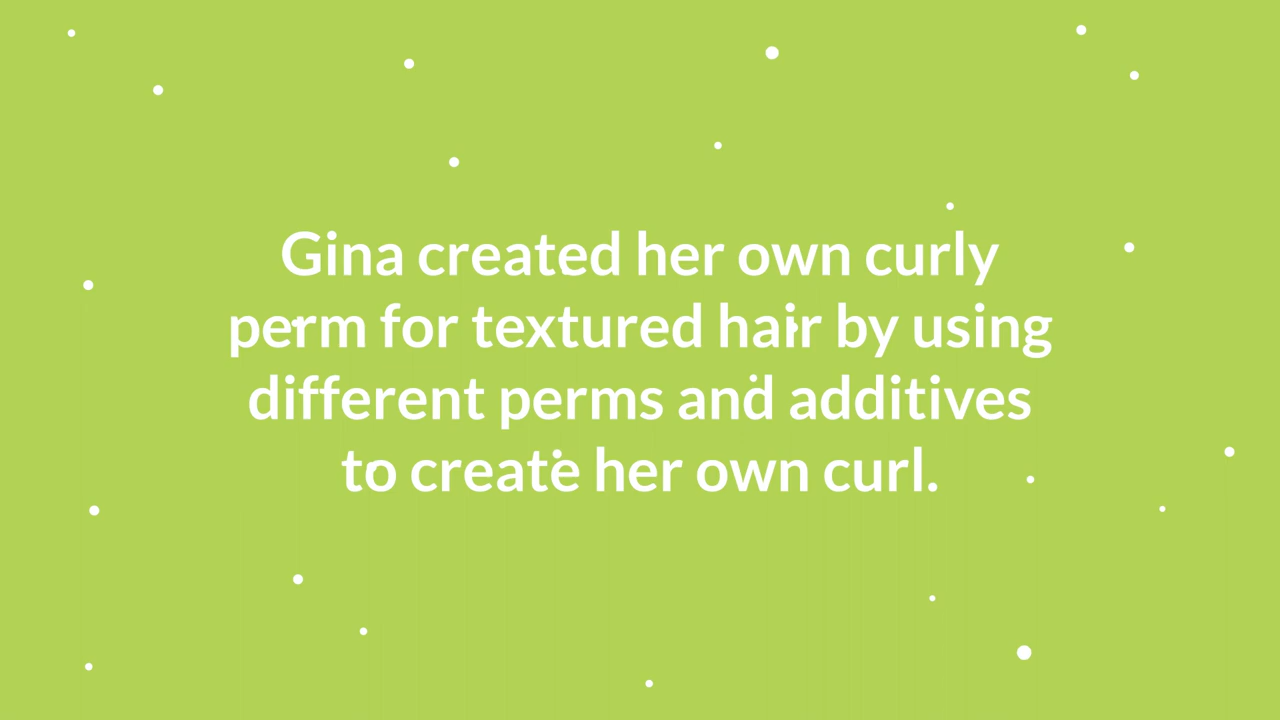 Gina created her own curly
perm for textured hair by using
different perms and additives
to create her own curl.